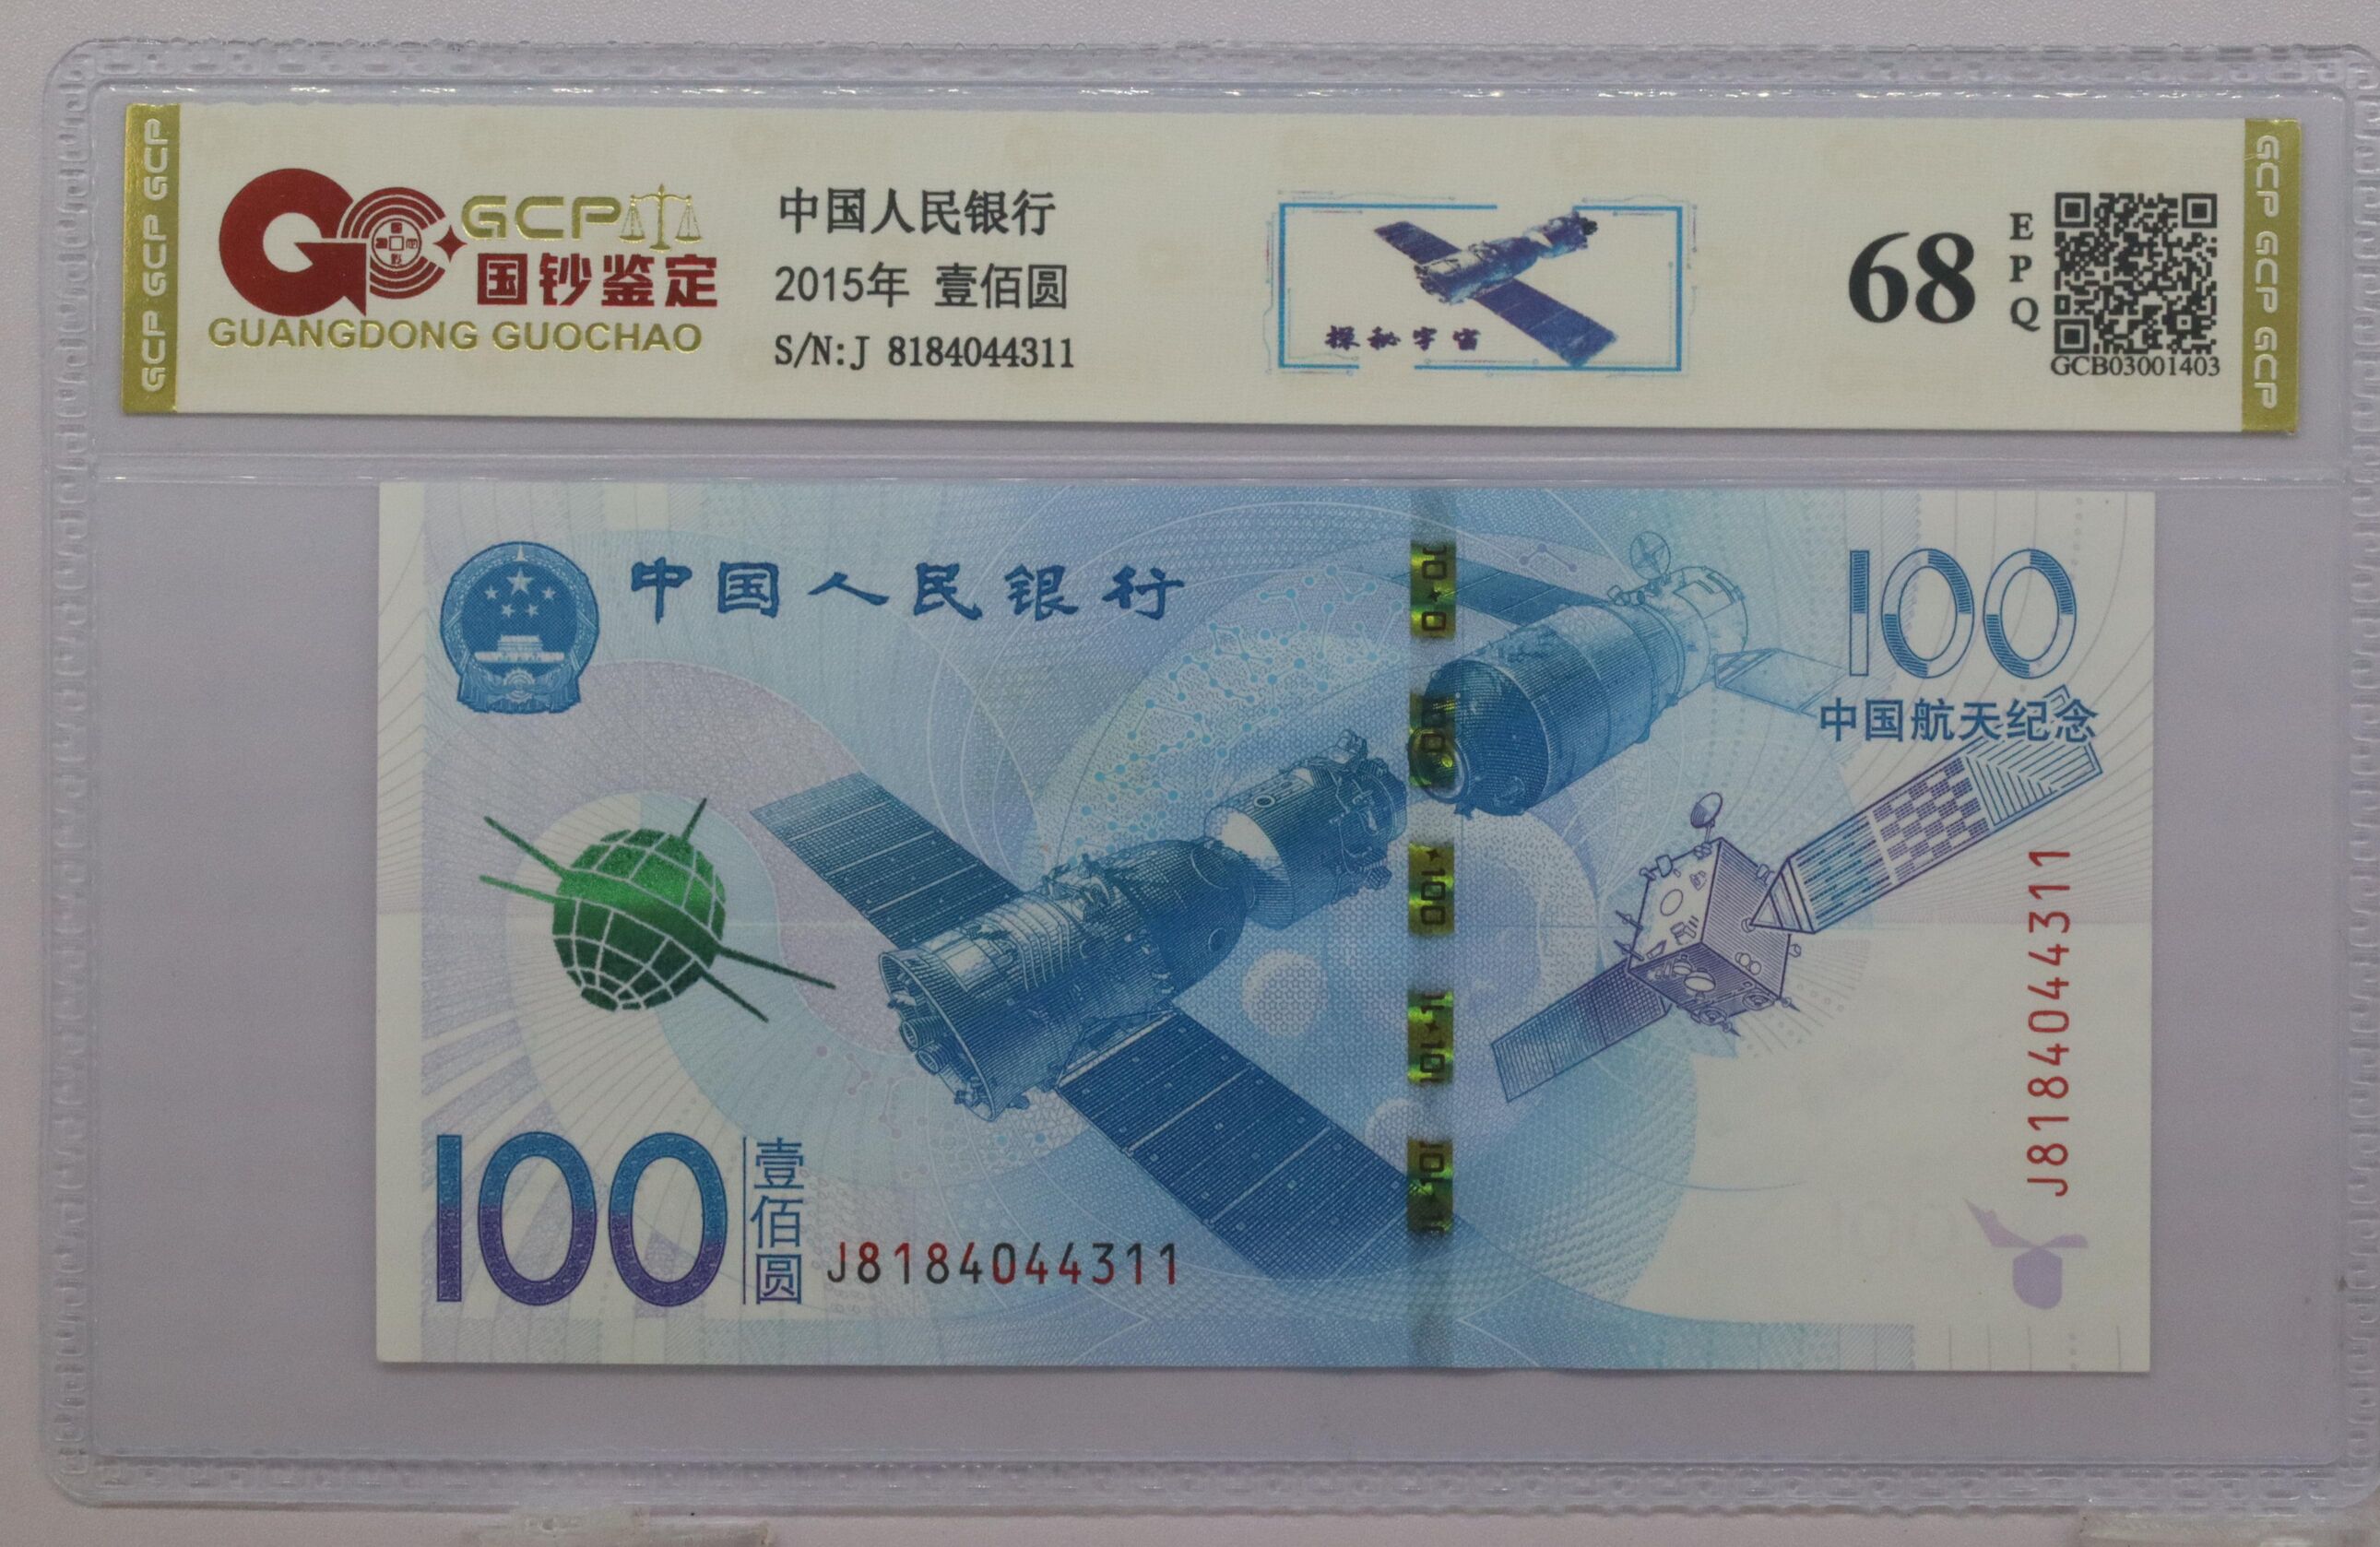 GCP GCP GCP
GCP
国钞鉴定
GUANGDONG GUOCHAO
中国人民银行
2015年 壹佰圆
S/N:J 8184044311
探秘宇宙
68
EPQ
GCB03001403
GCP GCP GCP
中国人民银行
100
中国航天纪念
100
壹佰圆
J8184044311
J8184044311